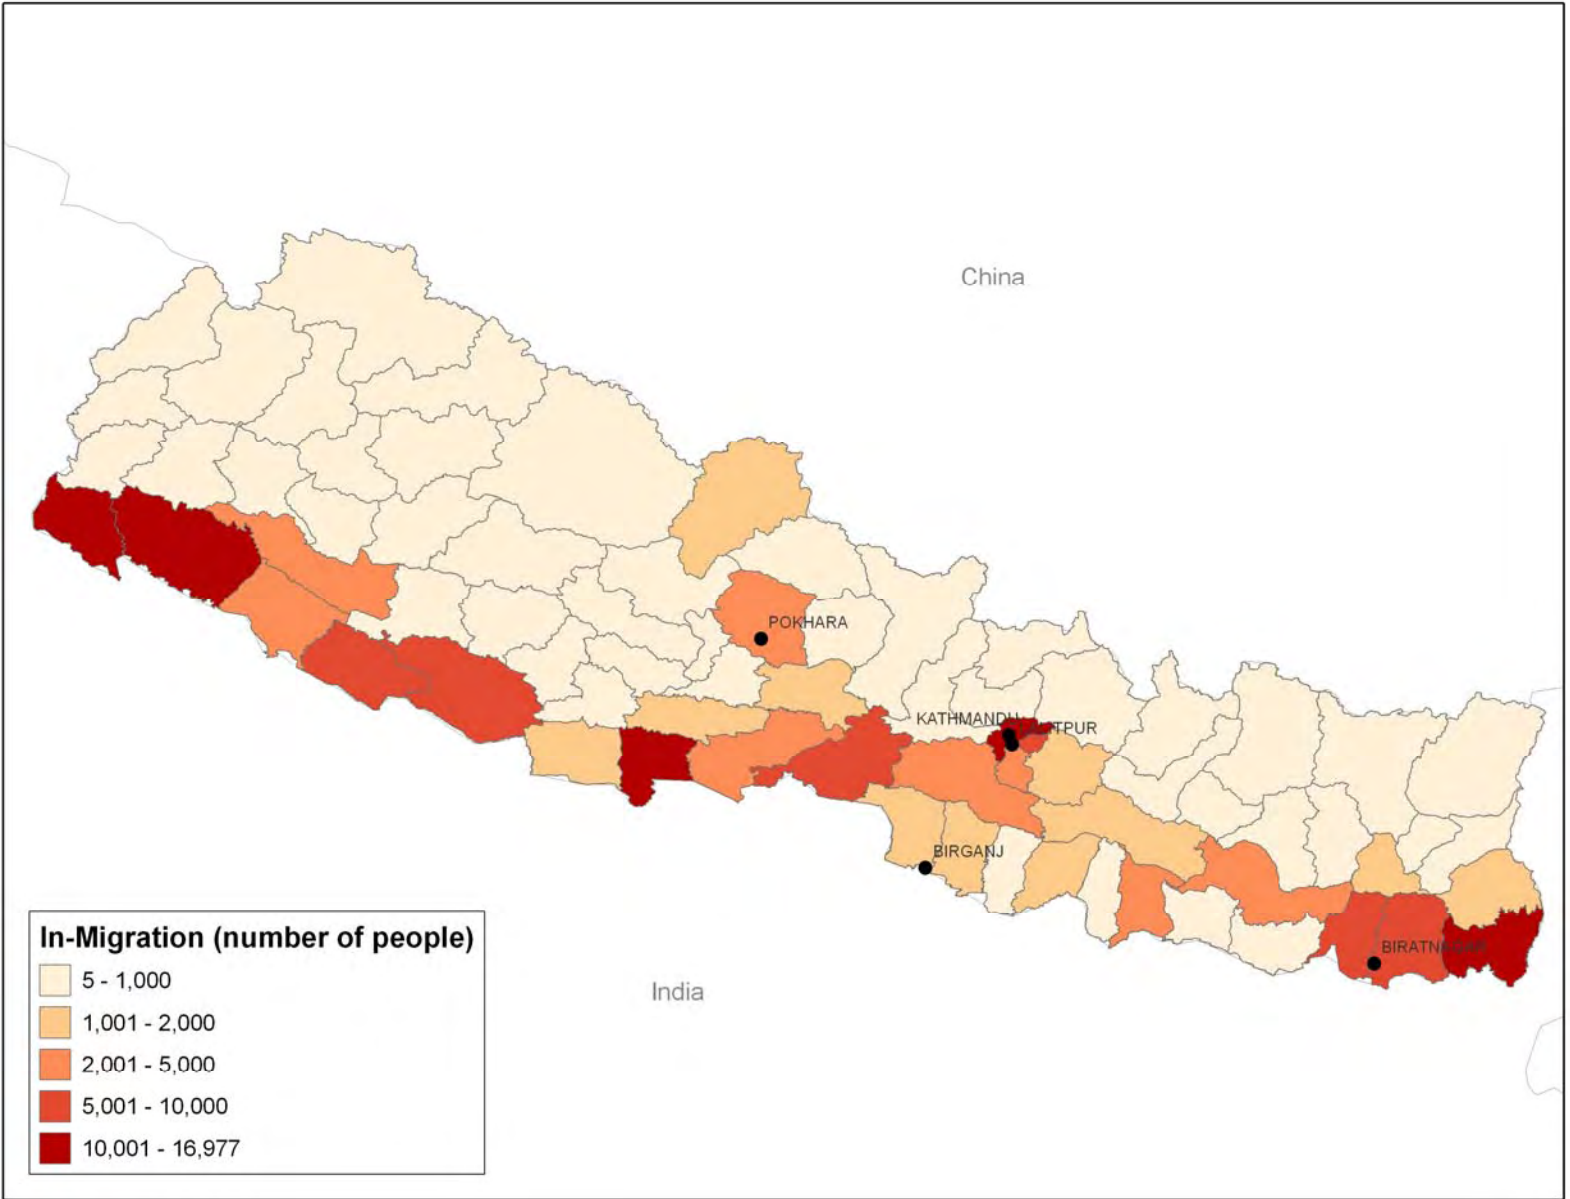 China
POKHARA
KATHMANDU
BIRGANJ
BIRATNAGAR
India
In-Migration (number of people)
5 - 1,000
1,001 - 2,000
2,001 - 5,000
5,001 - 10,000
10,001 - 16,977